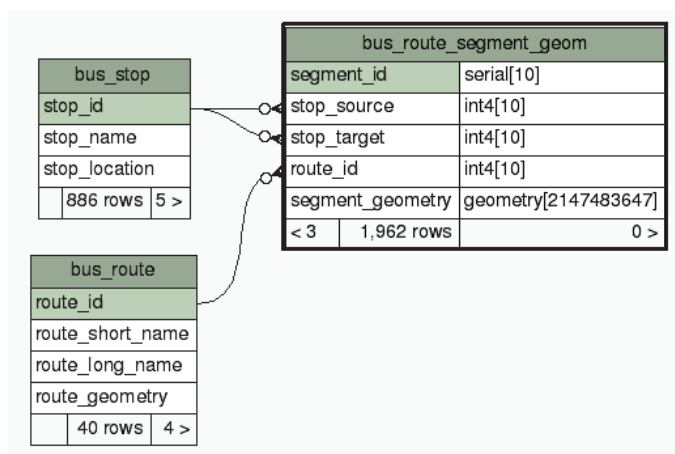 bus_stop
stop_id
stop_name
stop_location
886 rows 5 >
bus_route
route_id
route_short_name
route_long_name
route_geometry
40 rows 4 >
bus_route_segment_geom
segment_id serial[10]
stop_source int4[10]
stop_target int4[10]
route_id int4[10]
segment_geometry geometry[2147483647]
< 3 1,962 rows 0 >